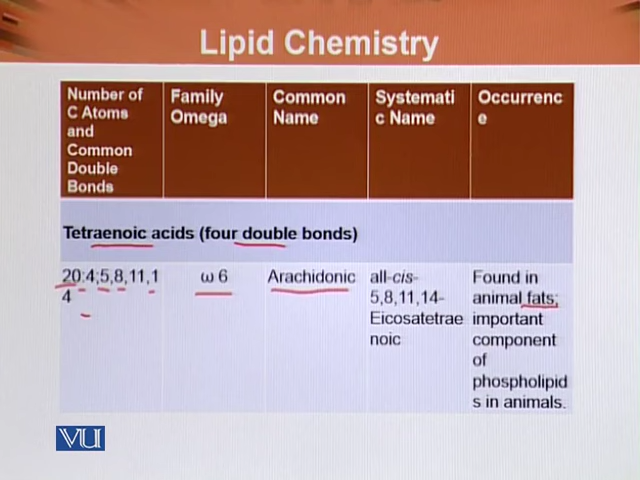 Lipid Chemistry
Number of
C Atoms
and
Common
Double
Bonds
Family
Omega
Common
Name
Systemati
c Name
Occurrenc
e
Tetraenoic acids (four double bonds)
20:4;5,8,11,1
4
ω 6
Arachidonic
all-cis-
5,8,11,14-
Eicosatetrae
noic
Found in
animal fats;
important
component
of
phospholipid
s in animals.
VU